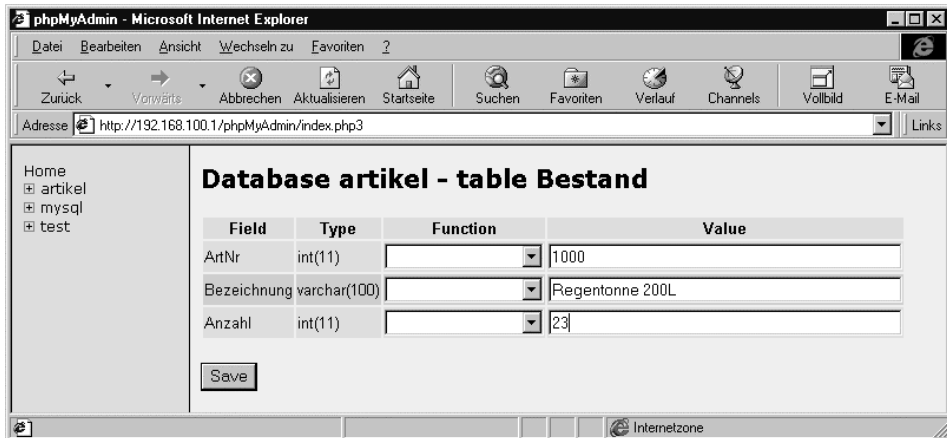 phpMyAdmin - Microsoft Internet Explorer
Datei Bearbeiten Ansicht Wechseln zu Favoriten ?
Zurück Vorwärts Abbrechen Aktualisieren Startseite Suchen Favoriten Verlauf Channels Vollbild E-Mail
Adresse http://192.168.100.1/phpMyAdmin/index.php3 Links
Home
artikel
mysql
test
Database artikel - table Bestand
Field Type Function Value
ArtNr int(11) 1000
Bezeichnung varchar(100) Regentonne 200L
Anzahl int(11) 23
Save
Internetzone